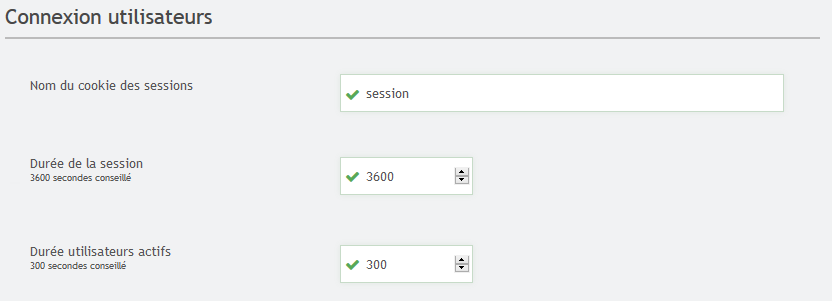 Connexion utilisateurs
Nom du cookie des sessions
session
Durée de la session
3600 secondes conseillé
3600
Durée utilisateurs actifs
300 secondes conseillé
300